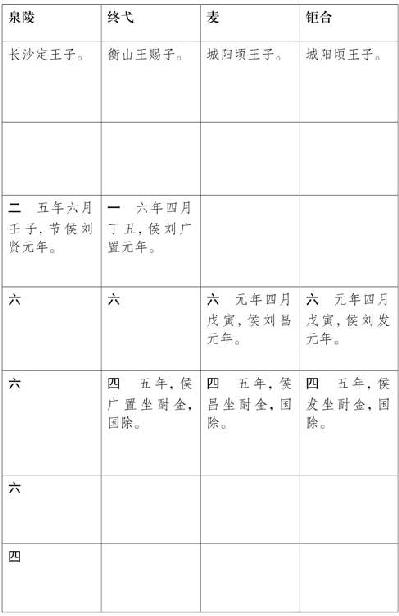 泉陵 终弋 麦 钜合
长沙定王子。 衡山王赐子。 城阳顷王子。 城阳顷王子。
二 五年六月 一 六年四月
壬子，节侯刘 丁丑，侯刘广
贤元年。 置元年。
六 六 六 元年四月 六 元年四月
戊寅，侯刘昌 戊寅，侯刘发
元年。 元年。
六 四 五年，侯 四 五年，侯 四 五年，侯
广置坐酎金， 昌坐酎金，国 发坐酎金，国
国除。 除。 除。
六
四